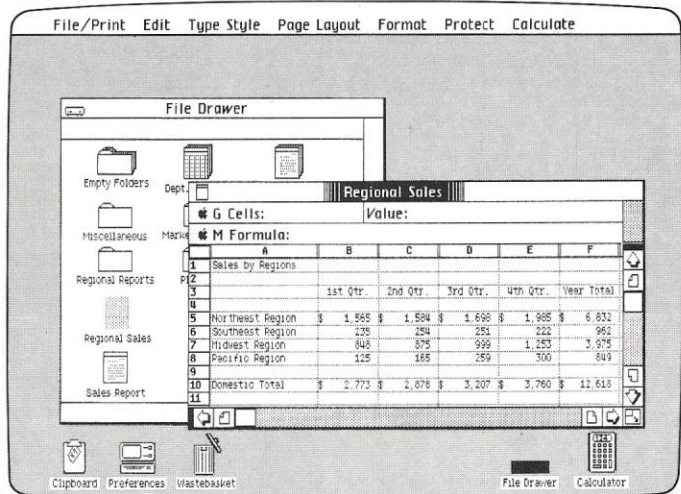 File/Print Edit Type Style Page Layout Format Protect Calculate
File Drawer
Empty Folders
Dept.
Miscellaneous
Marke
Regional Reports
Regional Sales
Sales Report
Regional Sales
G Cells: Value:
M Formula:
A B C D E F
1 Sales by Regions
2
3 1st Qtr. 2nd Qtr. 3rd Qtr. 4th Qtr. Year Total
4
5 Northeast Region $ 1,565 $ 1,584 $ 1,698 $ 1,985 $ 6,832
6 Southeast Region 235 254 251 222 962
7 Midwest Region 848 875 999 1,253 3,975
8 Pacific Region 125 165 259 300 849
9
10 Domestic Total $ 2,773 $ 2,878 $ 3,207 $ 3,760 $ 12,618
11
Clipboard Preferences Wastebasket File Drawer Calculator